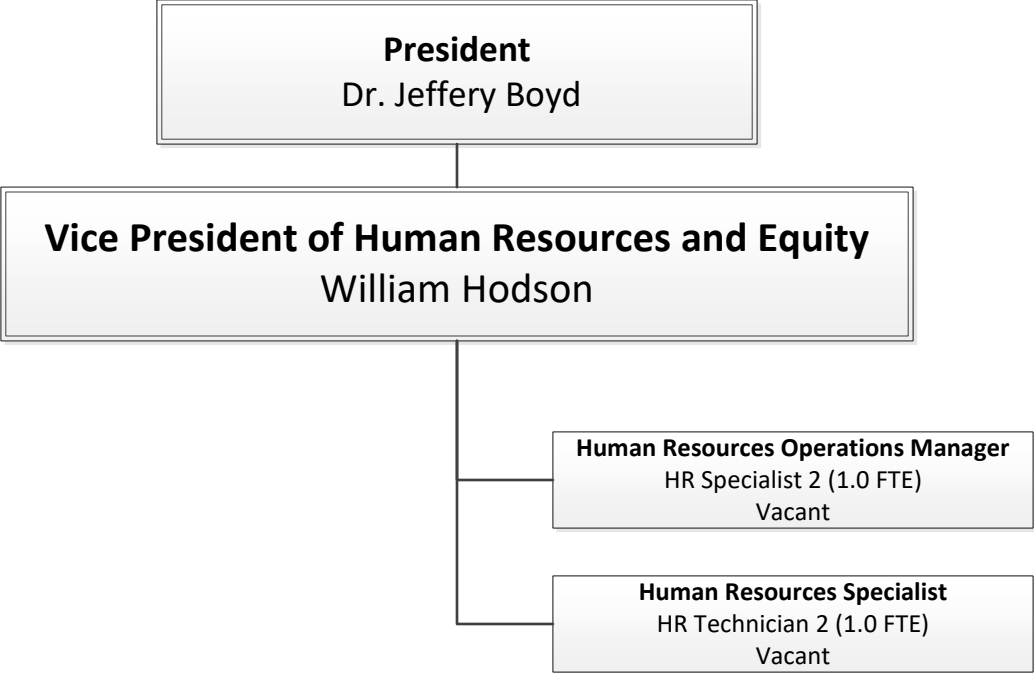 President
Dr. Jeffery Boyd
Vice President of Human Resources and Equity
William Hodson
Human Resources Operations Manager
HR Specialist 2 (1.0 FTE)
Vacant
Human Resources Specialist
HR Technician 2 (1.0 FTE)
Vacant